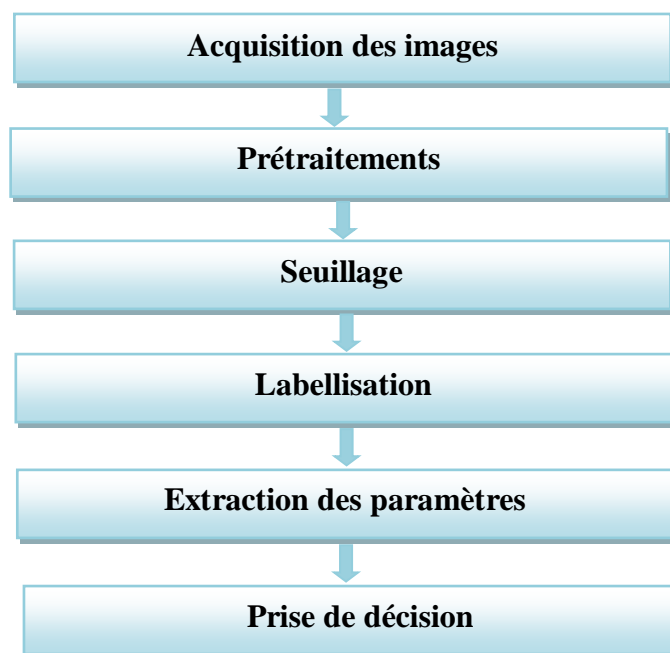 Acquisition des images
Prétraitements
Seuillage
Labellisation
Extraction des paramètres
Prise de décision